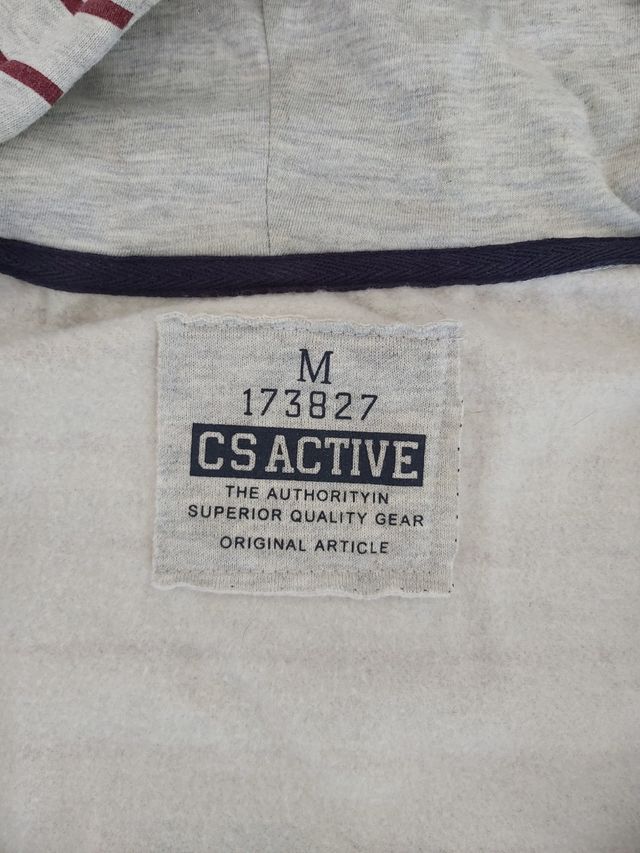 M
173827
CS ACTIVE
THE AUTHORITYIN
SUPERIOR QUALITY GEAR
ORIGINAL ARTICLE